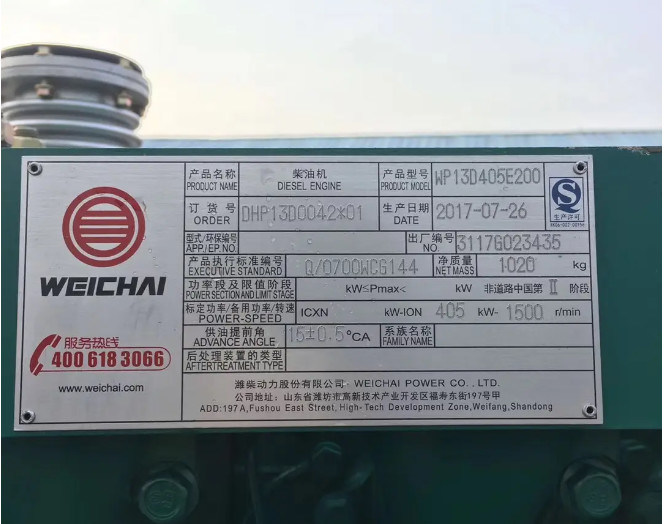 产品名称 柴油机 产品型号 WP13D405E200
PRODUCT NAME DIESEL ENGINE PRODUCT MODEL
订货号 DHP13D0042*01 生产日期 2017-07-26
ORDER DATE
生产许可
型式/环保编号 出厂编号 3117G023435
APP./EP.NO. NO.
产品执行标准编号 Q/0700WCG144 净质量 1020 kg
EXECUTIVE STANDARD NET MASS
功率段及限值阶段 kW≤Pmax< kW 非道路中国第 II 阶段
POWER SECTION AND LIMIT STAGE
标定功率/备用功率/转速 ICXN kW-ION 405 kW- 1500 r/min
POWER-SPEED
供油提前角 15±0.5 °CA 系族名称
ADVANCE ANGLE FAMILY NAME
后处理装置的类型
AFTERTREATMENT TYPE
WEICHAI
服务热线
400 618 3066
www.weichai.com
潍柴动力股份有限公司 WEICHAI POWER CO., LTD.
公司地址: 山东省潍坊市高新技术产业开发区福寿东街197号甲
ADD:197A,Fushou East Street, High-Tech Development Zone,Weifang,Shandong